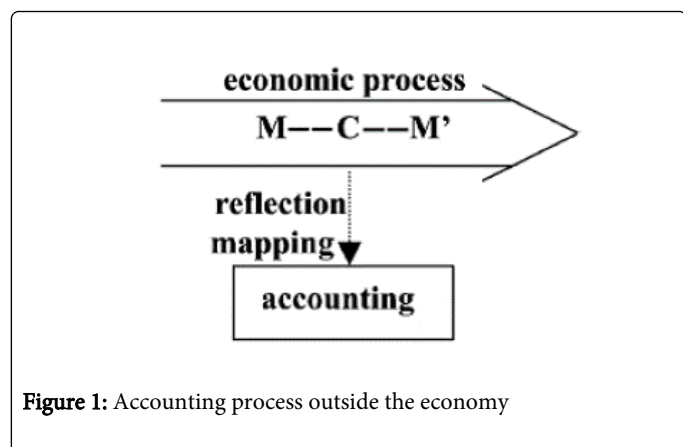 economic process
M––C––M’
reflection
mapping
accounting
Figure 1: Accounting process outside the economy